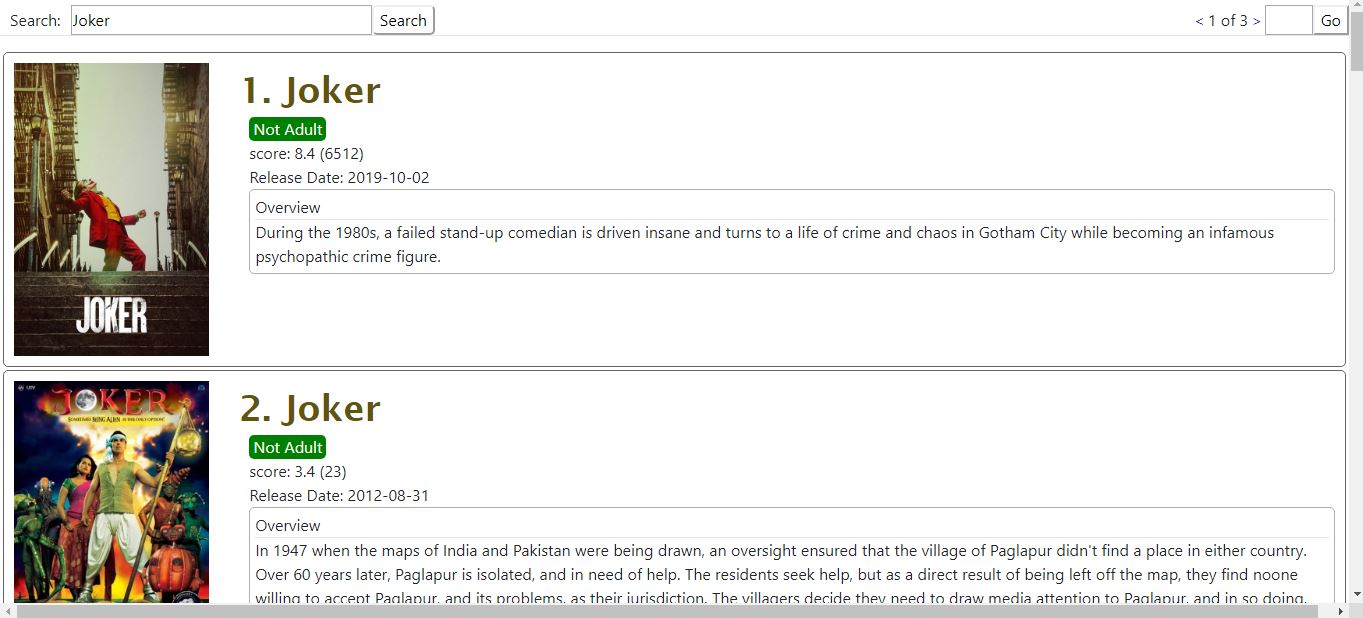 Search: Joker Search < 1 of 3 > Go
1. Joker
Not Adult
score: 8.4 (6512)
Release Date: 2019-10-02
Overview
During the 1980s, a failed stand-up comedian is driven insane and turns to a life of crime and chaos in Gotham City while becoming an infamous
psychopathic crime figure.
JOKER
JOKER
SOMETIMES BEING ALIEN IS THE ONLY OPTION!
2. Joker
Not Adult
score: 3.4 (23)
Release Date: 2012-08-31
Overview
In 1947 when the maps of India and Pakistan were being drawn, an oversight ensured that the village of Paglapur didn't find a place in either country.
Over 60 years later, Paglapur is isolated, and in need of help. The residents seek help, but as a direct result of being left off the map, they find noone
willing to accept Paglapur, and its problems, as their jurisdiction. The villagers decide they need to draw media attention to Paglapur, and in so doing,